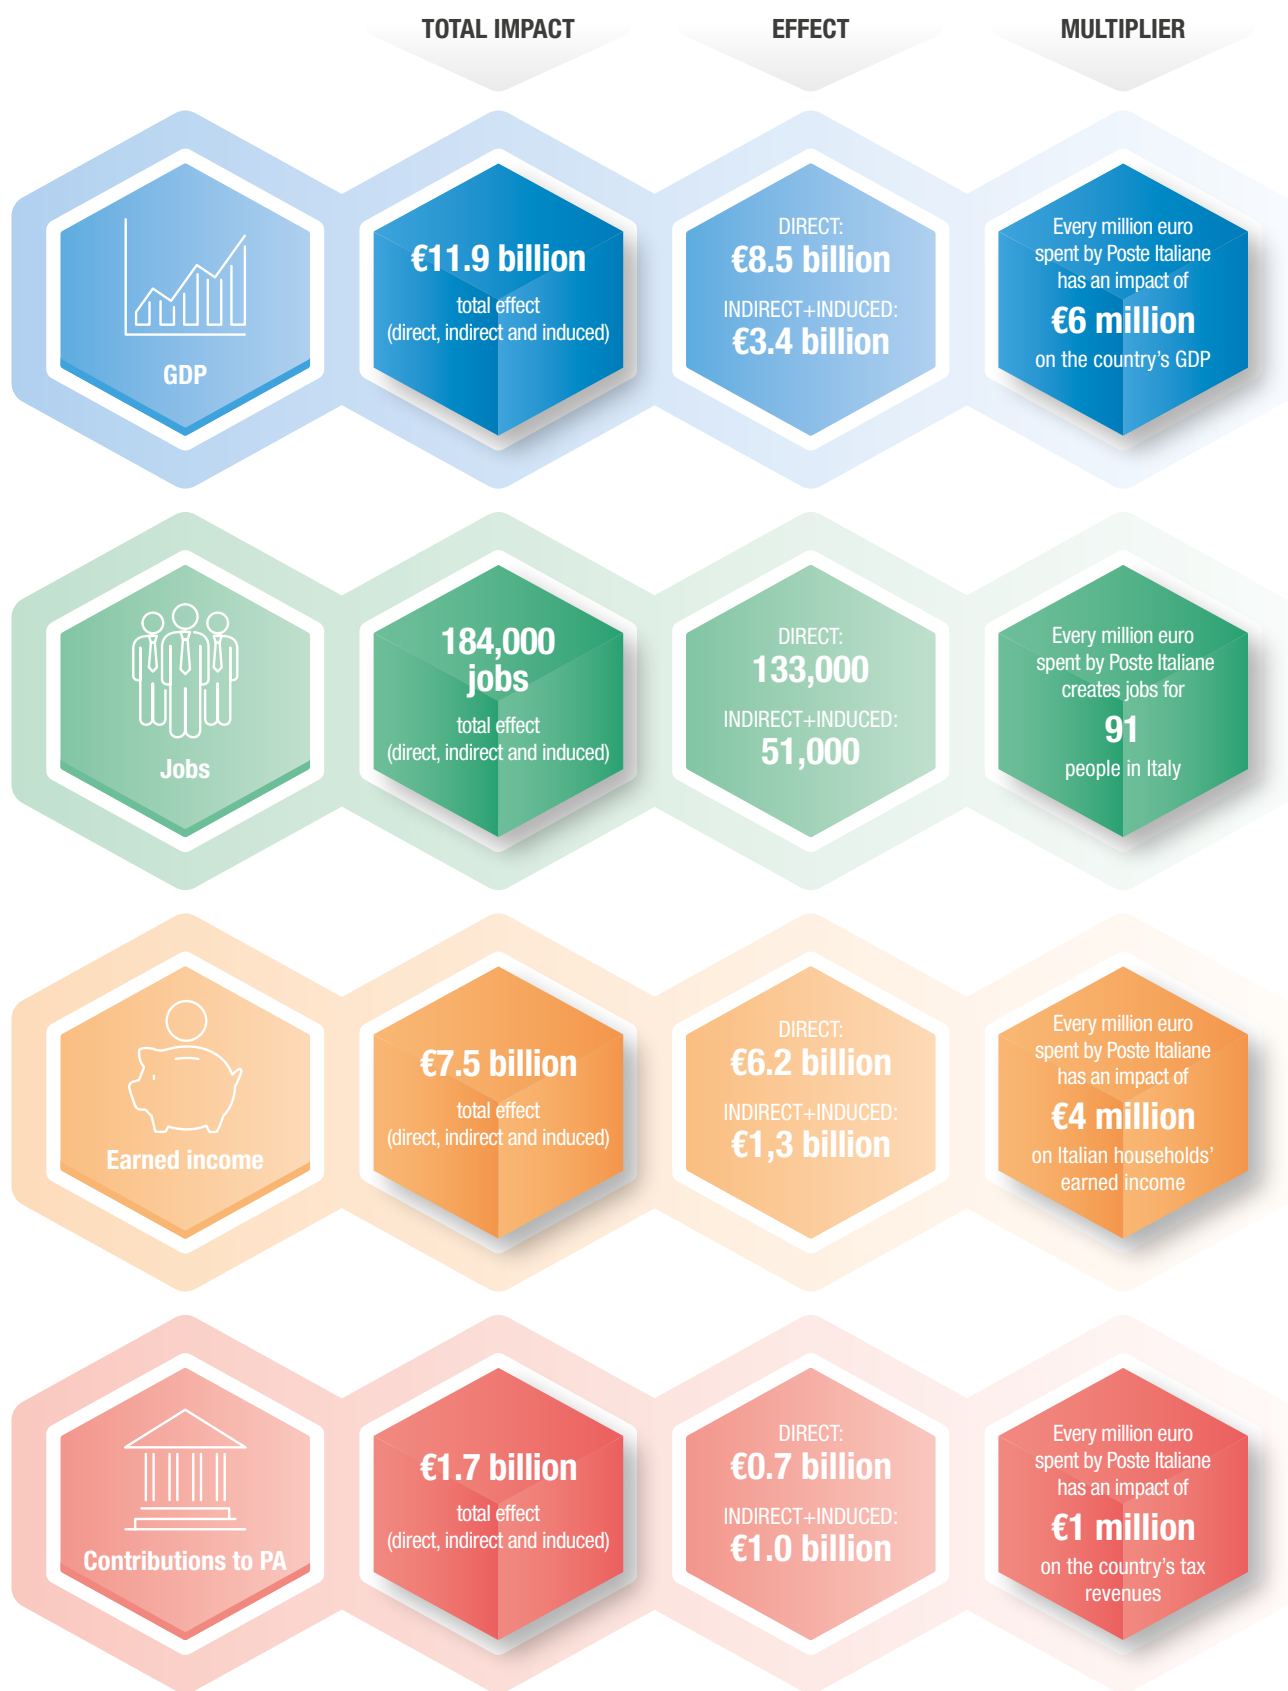 TOTAL IMPACT
EFFECT
MULTIPLIER
GDP
€11.9 billion
total effect
(direct, indirect and induced)
DIRECT:
€8.5 billion
INDIRECT+INDUCED:
€3.4 billion
Every million euro
spent by Poste Italiane
has an impact of
€6 million
on the country's GDP
Jobs
184,000
jobs
total effect
(direct, indirect and induced)
DIRECT:
133,000
INDIRECT+INDUCED:
51,000
Every million euro
spent by Poste Italiane
creates jobs for
91
people in Italy
Earned income
€7.5 billion
total effect
(direct, indirect and induced)
DIRECT:
€6.2 billion
INDIRECT+INDUCED:
€1,3 billion
Every million euro
spent by Poste Italiane
has an impact of
€4 million
on Italian households'
earned income
Contributions to PA
€1.7 billion
total effect
(direct, indirect and induced)
DIRECT:
€0.7 billion
INDIRECT+INDUCED:
€1.0 billion
Every million euro
spent by Poste Italiane
has an impact of
€1 million
on the country's tax
revenues